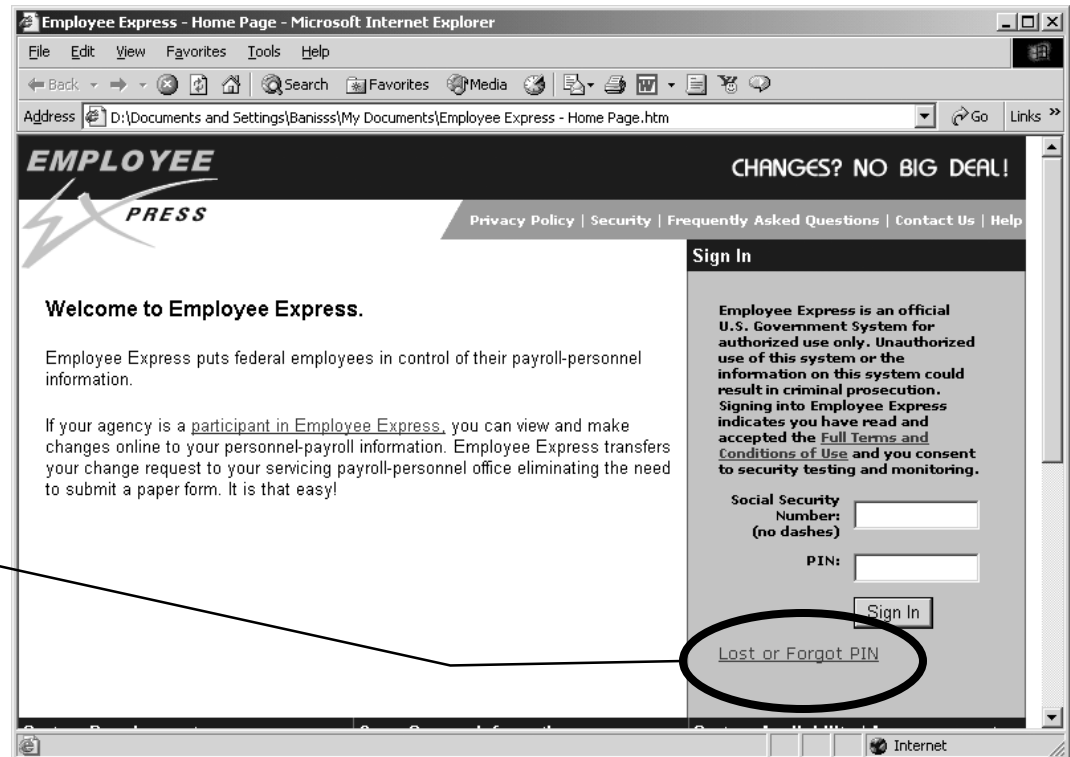 Employee Express - Home Page - Microsoft Internet Explorer
File Edit View Favorites Tools Help
Back Search Favorites Media
Address D:\Documents and Settings\Banisss\My Documents\Employee Express - Home Page.htm Go Links »
EMPLOYEE
PRESS
CHANGES? NO BIG DEAL!
Privacy Policy | Security | Frequently Asked Questions | Contact Us | Help
Welcome to Employee Express.
Employee Express puts federal employees in control of their payroll-personnel
information.
If your agency is a participant in Employee Express, you can view and make
changes online to your personnel-payroll information. Employee Express transfers
your change request to your servicing payroll-personnel office eliminating the need
to submit a paper form. It is that easy!
Sign In
Employee Express is an official
U.S. Government System for
authorized use only. Unauthorized
use of this system or the
information on this system could
result in criminal prosecution.
Signing into Employee Express
indicates you have read and
accepted the Full Terms and
Conditions of Use and you consent
to security testing and monitoring.
Social Security
Number:
(no dashes)
PIN:
Sign In
Lost or Forgot PIN
Internet